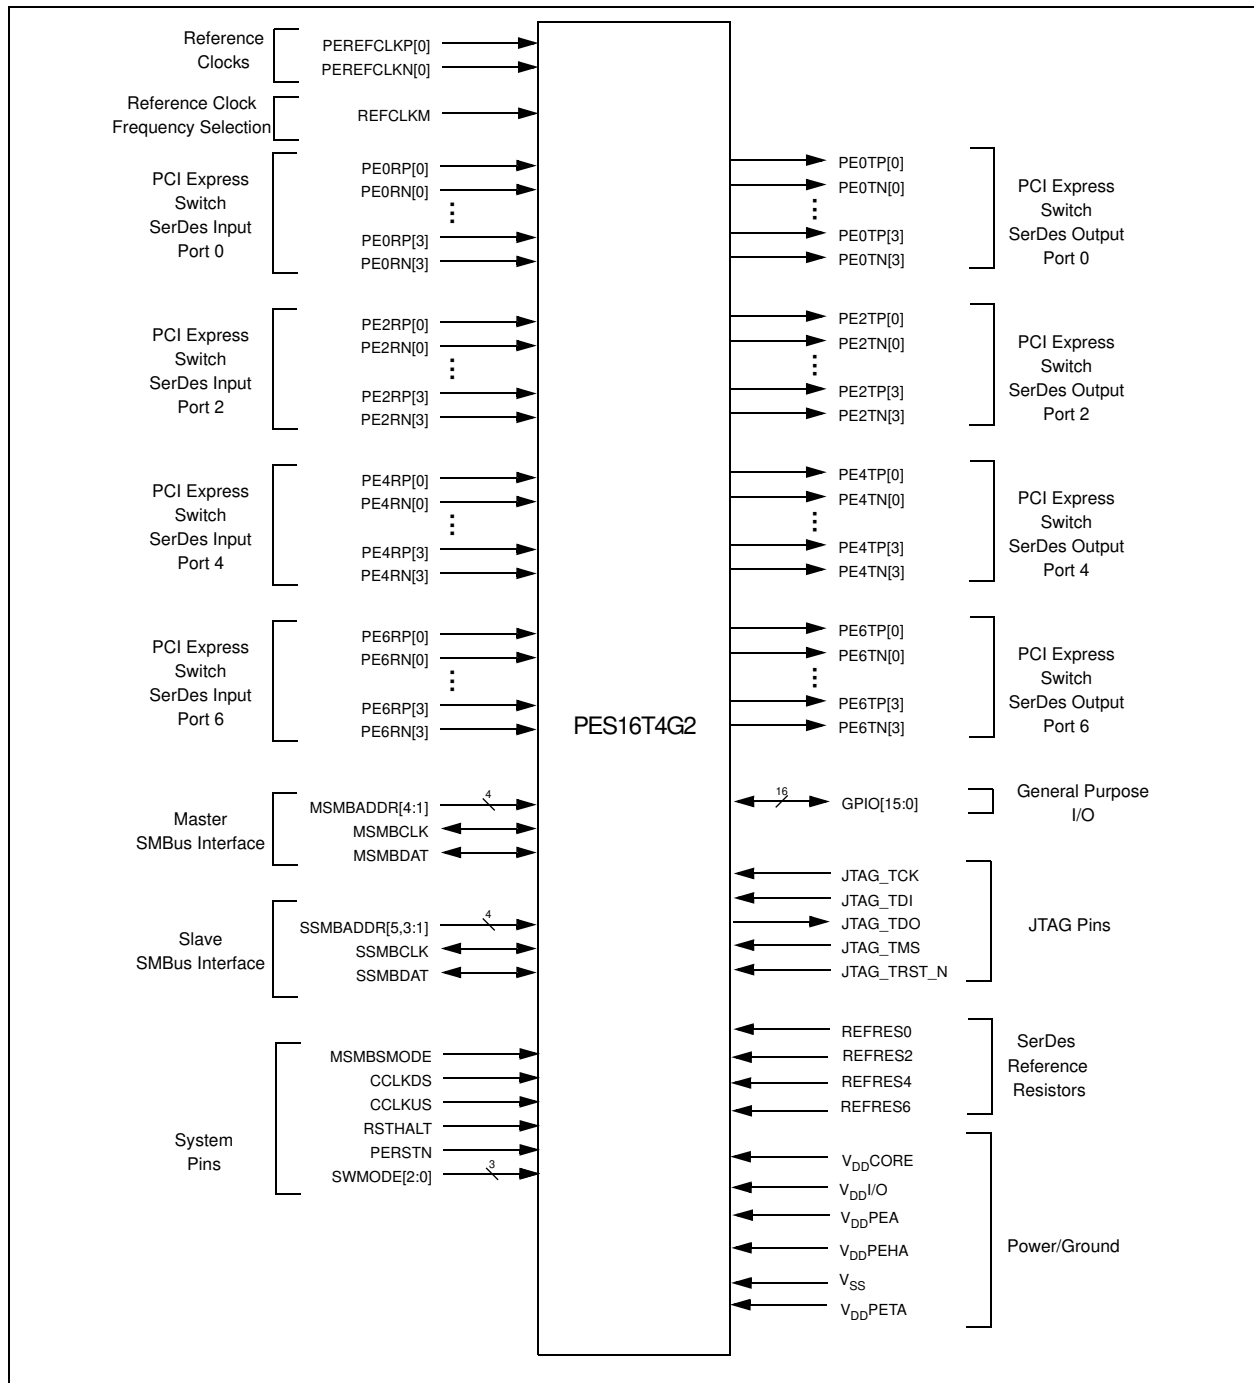 Reference
Clocks
PEREFCLKP[0]
PEREFCLKN[0]
Reference Clock
Frequency Selection
REFCLKM
PCI Express
Switch
SerDes Input
Port 0
PE0RP[0]
PE0RN[0]
PE0RP[3]
PE0RN[3]
PCI Express
Switch
SerDes Input
Port 2
PE2RP[0]
PE2RN[0]
PE2RP[3]
PE2RN[3]
PCI Express
Switch
SerDes Input
Port 4
PE4RP[0]
PE4RN[0]
PE4RP[3]
PE4RN[3]
PCI Express
Switch
SerDes Input
Port 6
PE6RP[0]
PE6RN[0]
PE6RP[3]
PE6RN[3]
Master
SMBus Interface
MSMBADDR[4:1]
4
MSMBCLK
MSMBDAT
Slave
SMBus Interface
SSMBADDR[5,3:1]
4
SSMBCLK
SSMBDAT
System
Pins
MSMBSMODE
CCLKDS
CCLKUS
RSTHALT
PERSTN
SWMODE[2:0]
3
PES16T4G2
PE0TP[0]
PE0TN[0]
PE0TP[3]
PE0TN[3]
PCI Express
Switch
SerDes Output
Port 0
PE2TP[0]
PE2TN[0]
PE2TP[3]
PE2TN[3]
PCI Express
Switch
SerDes Output
Port 2
PE4TP[0]
PE4TN[0]
PE4TP[3]
PE4TN[3]
PCI Express
Switch
SerDes Output
Port 4
PE6TP[0]
PE6TN[0]
PE6TP[3]
PE6TN[3]
PCI Express
Switch
SerDes Output
Port 6
16
GPIO[15:0]
General Purpose
I/O
JTAG_TCK
JTAG_TDI
JTAG_TDO
JTAG_TMS
JTAG_TRST_N
JTAG Pins
REFRES0
REFRES2
REFRES4
REFRES6
SerDes
Reference
Resistors
VDDCORE
VDDI/O
VDDPEA
VDDPEHA
VSS
VDDPETA
Power/Ground